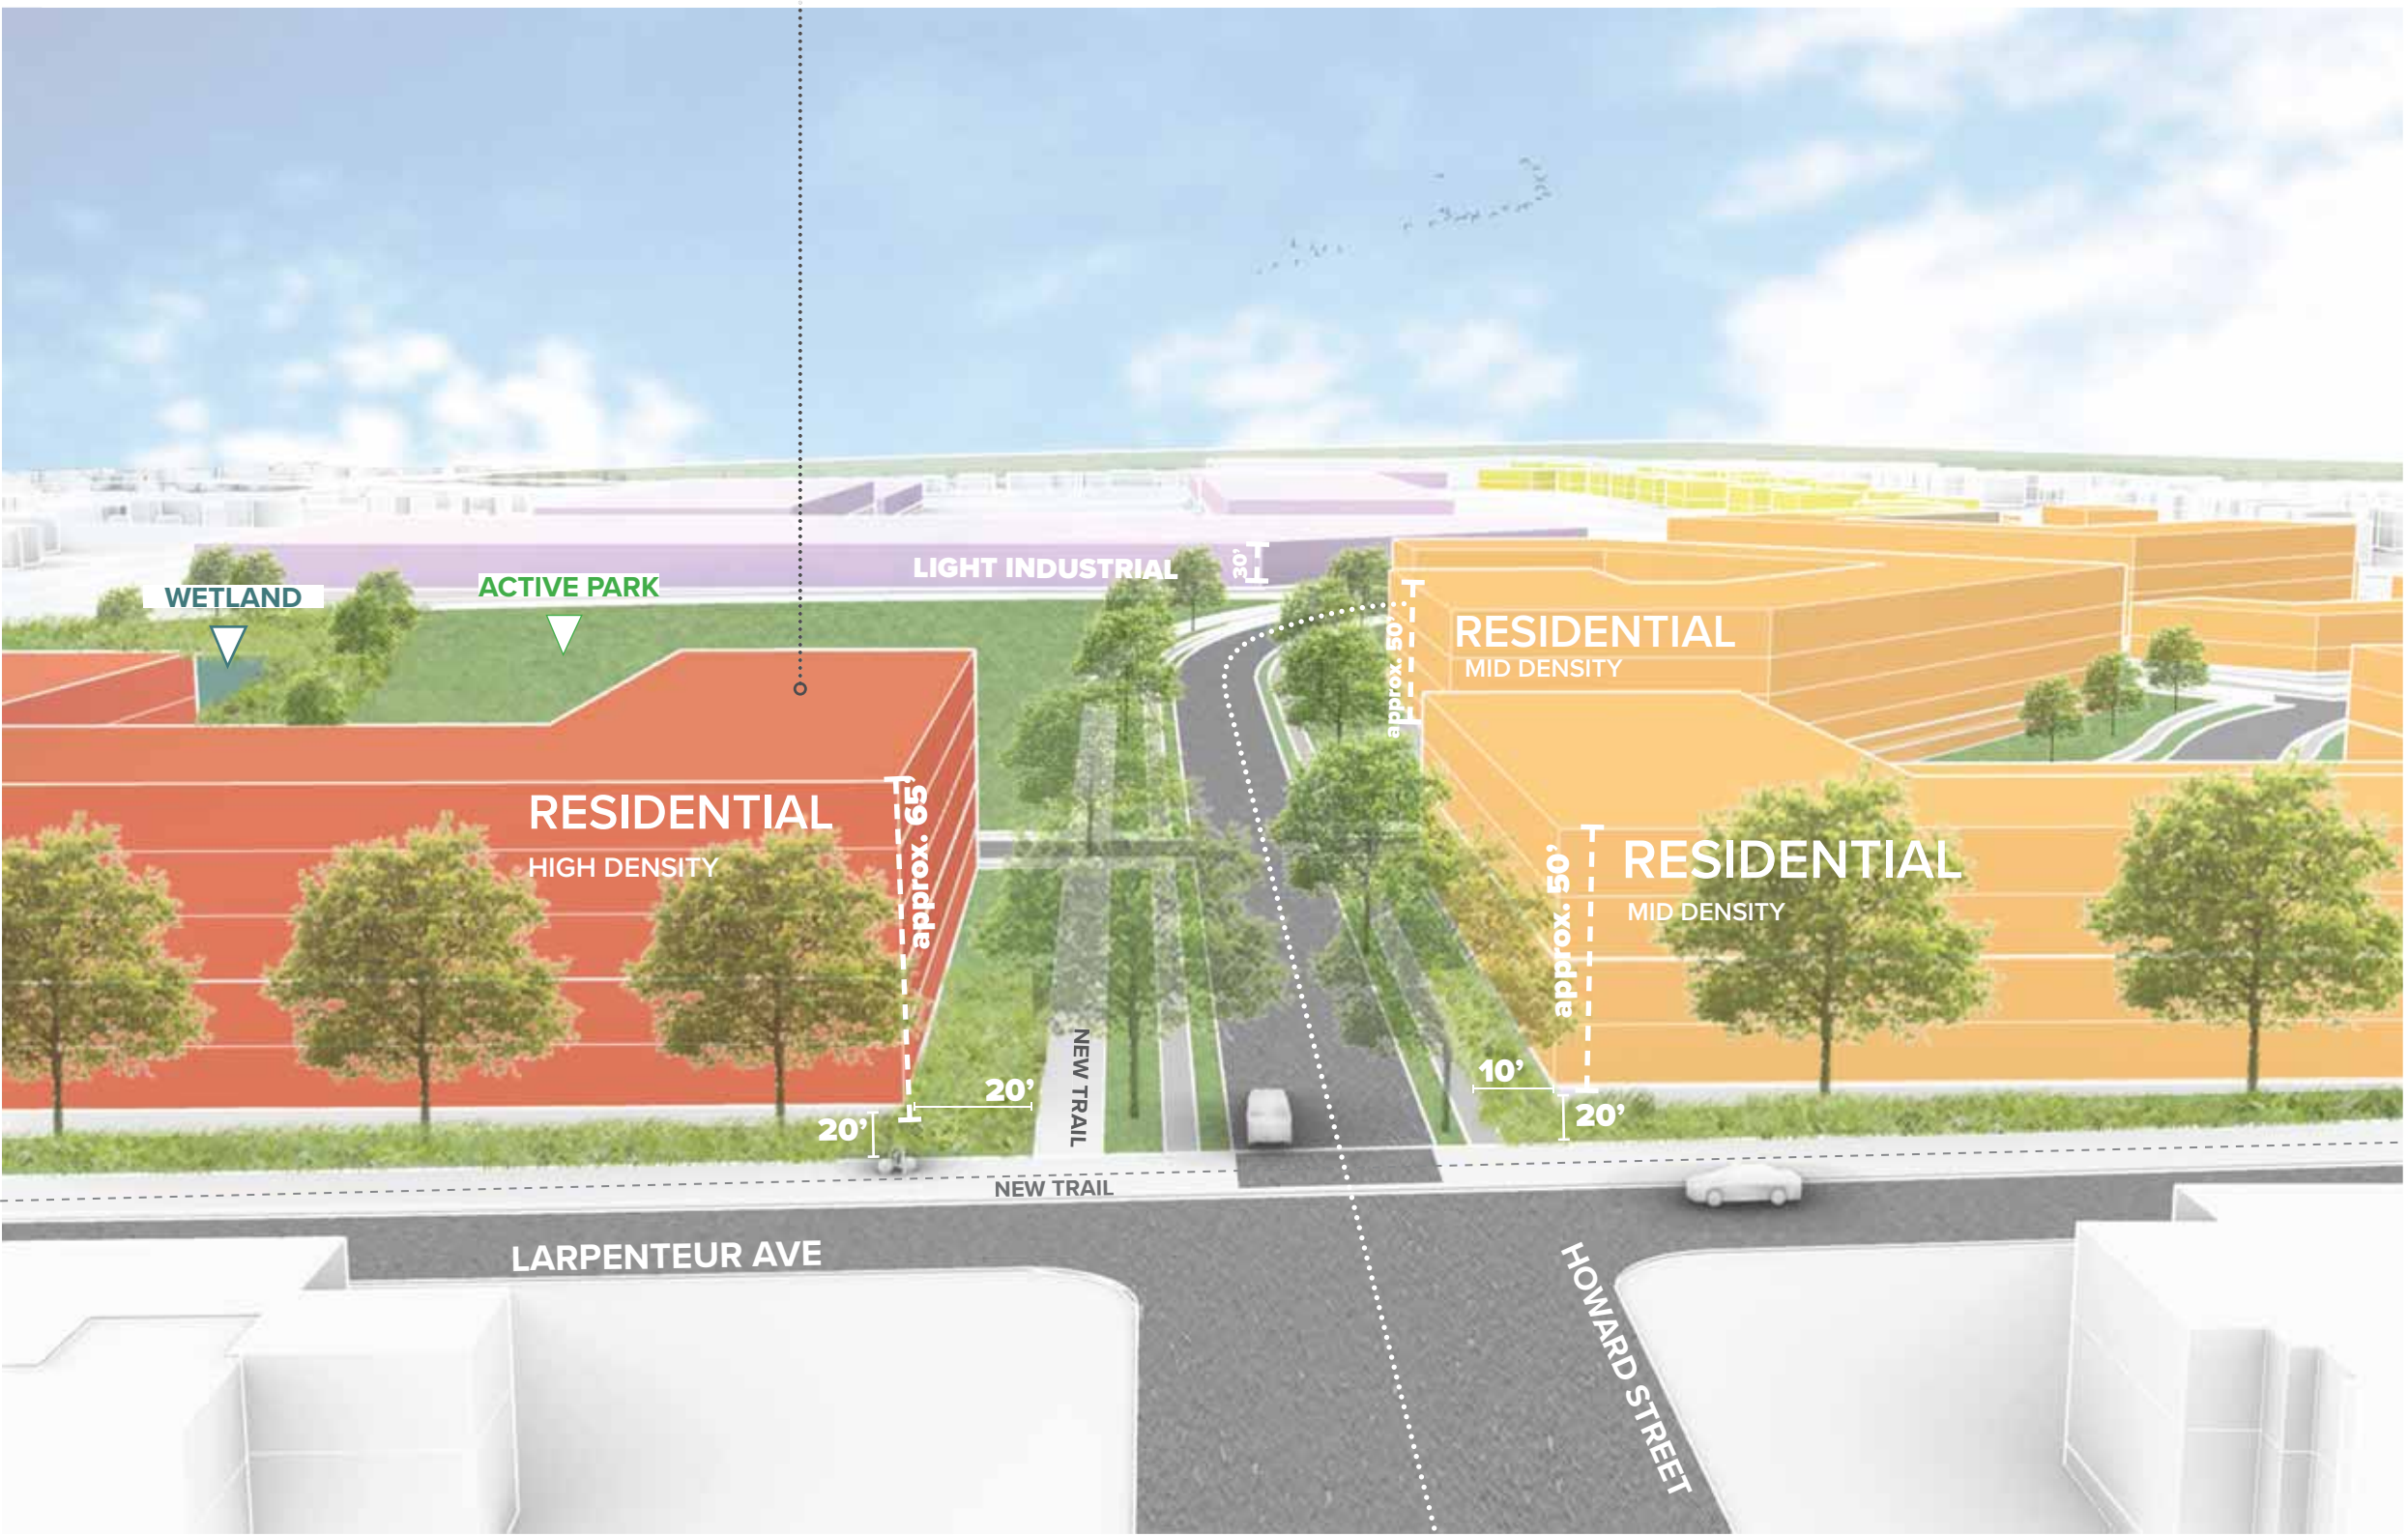 LIGHT INDUSTRIAL
30’
WETLAND
ACTIVE PARK
RESIDENTIAL
MID DENSITY
approx. 50’
RESIDENTIAL
HIGH DENSITY
approx. 65’
RESIDENTIAL
MID DENSITY
approx. 50’
NEW TRAIL
20’
20’
10’
20’
NEW TRAIL
LARPENTEUR AVE
HOWARD STREET